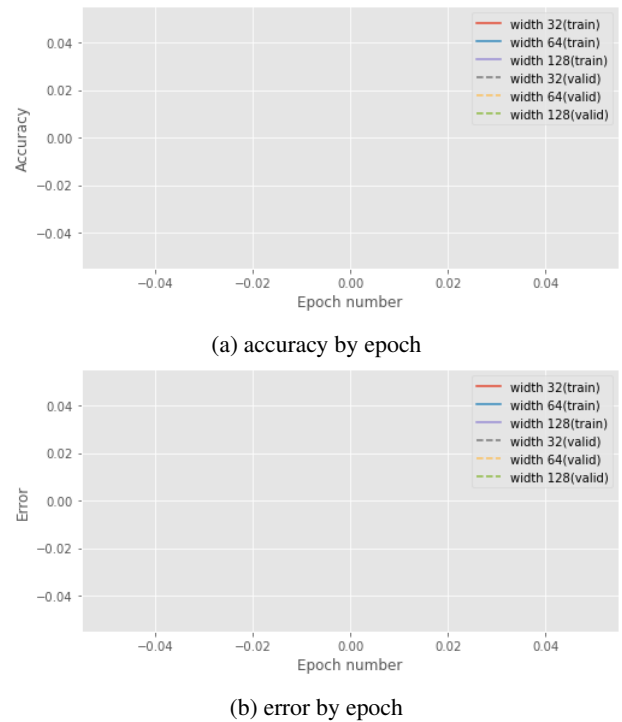 width 32(train)
width 64(train)
width 128(train)
width 32(valid)
width 64(valid)
width 128(valid)
0.04
0.02
0.00
−0.02
−0.04
Accuracy
−0.04 −0.02 0.00 0.02 0.04
Epoch number
(a) accuracy by epoch
width 32(train)
width 64(train)
width 128(train)
width 32(valid)
width 64(valid)
width 128(valid)
0.04
0.02
0.00
−0.02
−0.04
Error
−0.04 −0.02 0.00 0.02 0.04
Epoch number
(b) error by epoch